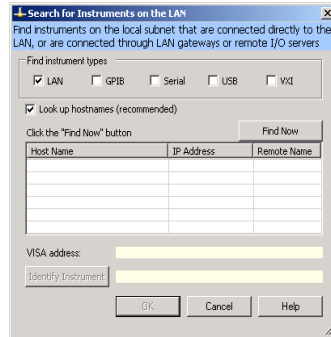 Search for Instruments on the LAN
Find instruments on the local subnet that are connected directly to the
LAN, or are connected through LAN gateways or remote I/O servers
Find instrument types
LAN GPIB Serial USB VXI
Look up hostnames (recommended)
Click the "Find Now" button Find Now
Host Name IP Address Remote Name
VISA address:
Identify Instrument
OK Cancel Help